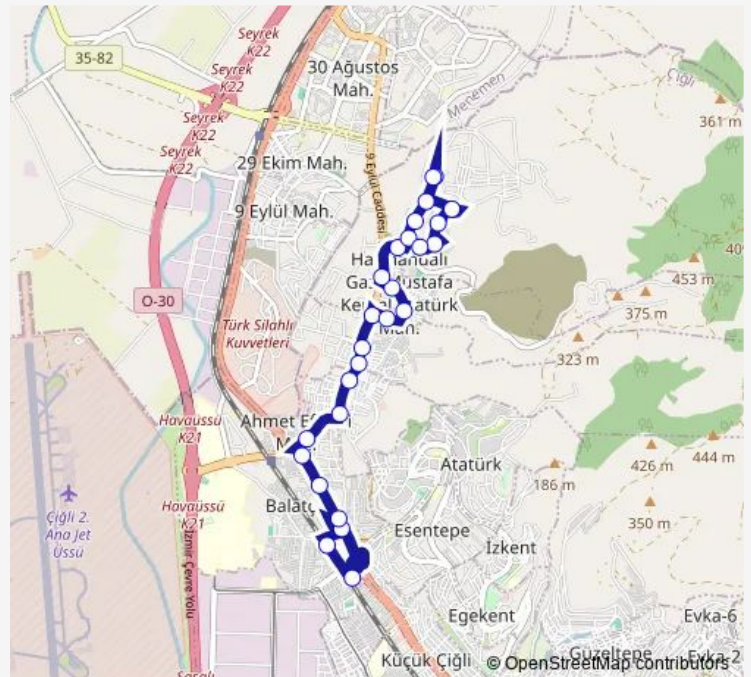 Seyrek
K22
35-82
Seyrek
K22
30 Ağustos
Mah.
Menemen
Çiğli
361 m
Seyrek
K22
Seyrek
K22
29 Ekim Mah.
9 Eylül Caddesi
9 Eylül Mah.
453 m
O-30
Mustafa
375 m
Türk Silahlı
Kuvvetleri
323 m
Havaüssü
K21
Atatürk
426 m
444 m
186 m
Çiğli 2.
Ana Jet
Üssü
Havaüssü
K21
350 m
Esentepe
İzkent
İzmir Çevre Yolu
Egekent
Evka-6
Küçük Çiğli
Güzeltepe
Evka-2
© OpenStreetMap contributors